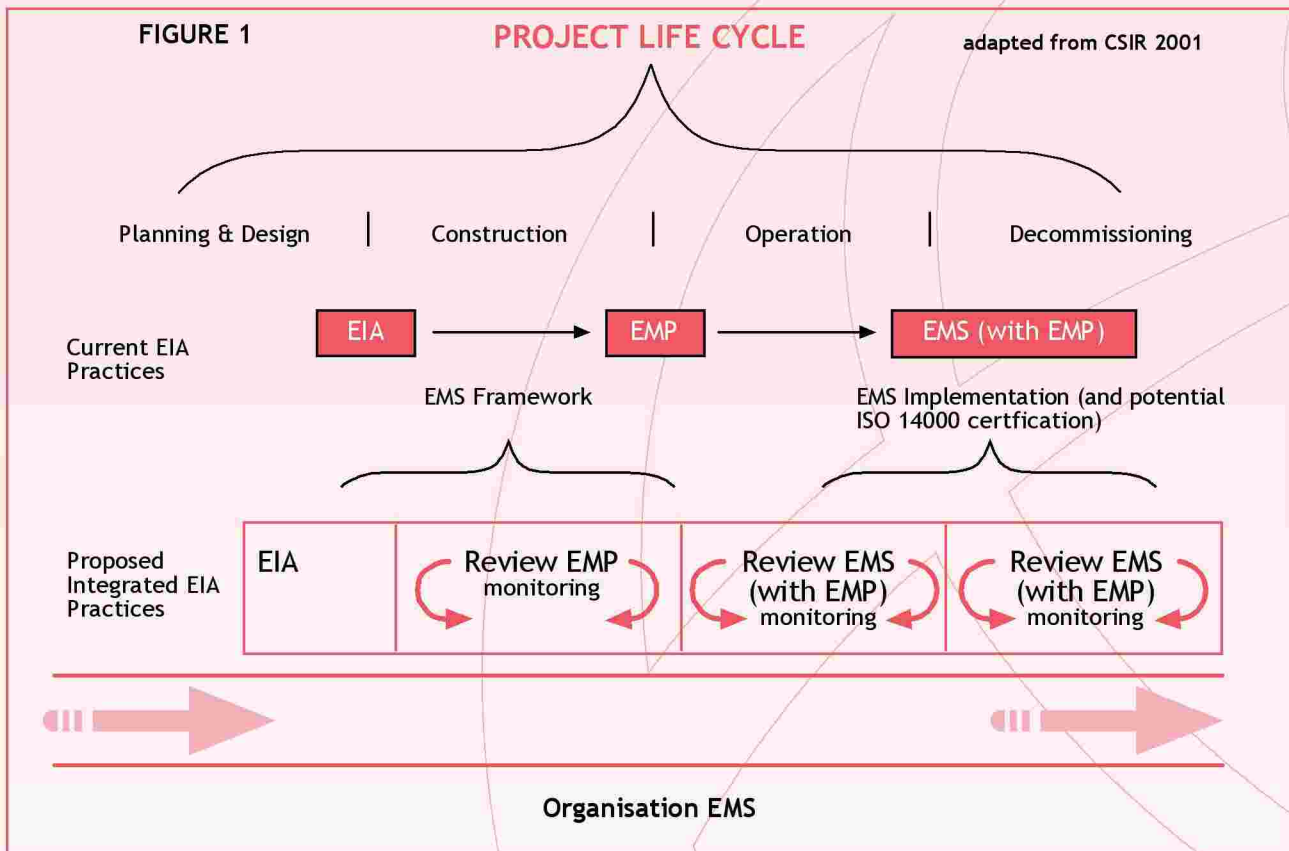 FIGURE 1
PROJECT LIFE CYCLE
adapted from CSIR 2001
Planning & Design
Construction
Operation
Decommissioning
Current EIA
Practices
EIA
EMP
EMS (with EMP)
EMS Framework
EMS Implementation (and potential
ISO 14000 certfication)
Proposed
Integrated EIA
Practices
EIA
Review EMP
monitoring
Review EMS
(with EMP)
monitoring
Review EMS
(with EMP)
monitoring
Organisation EMS